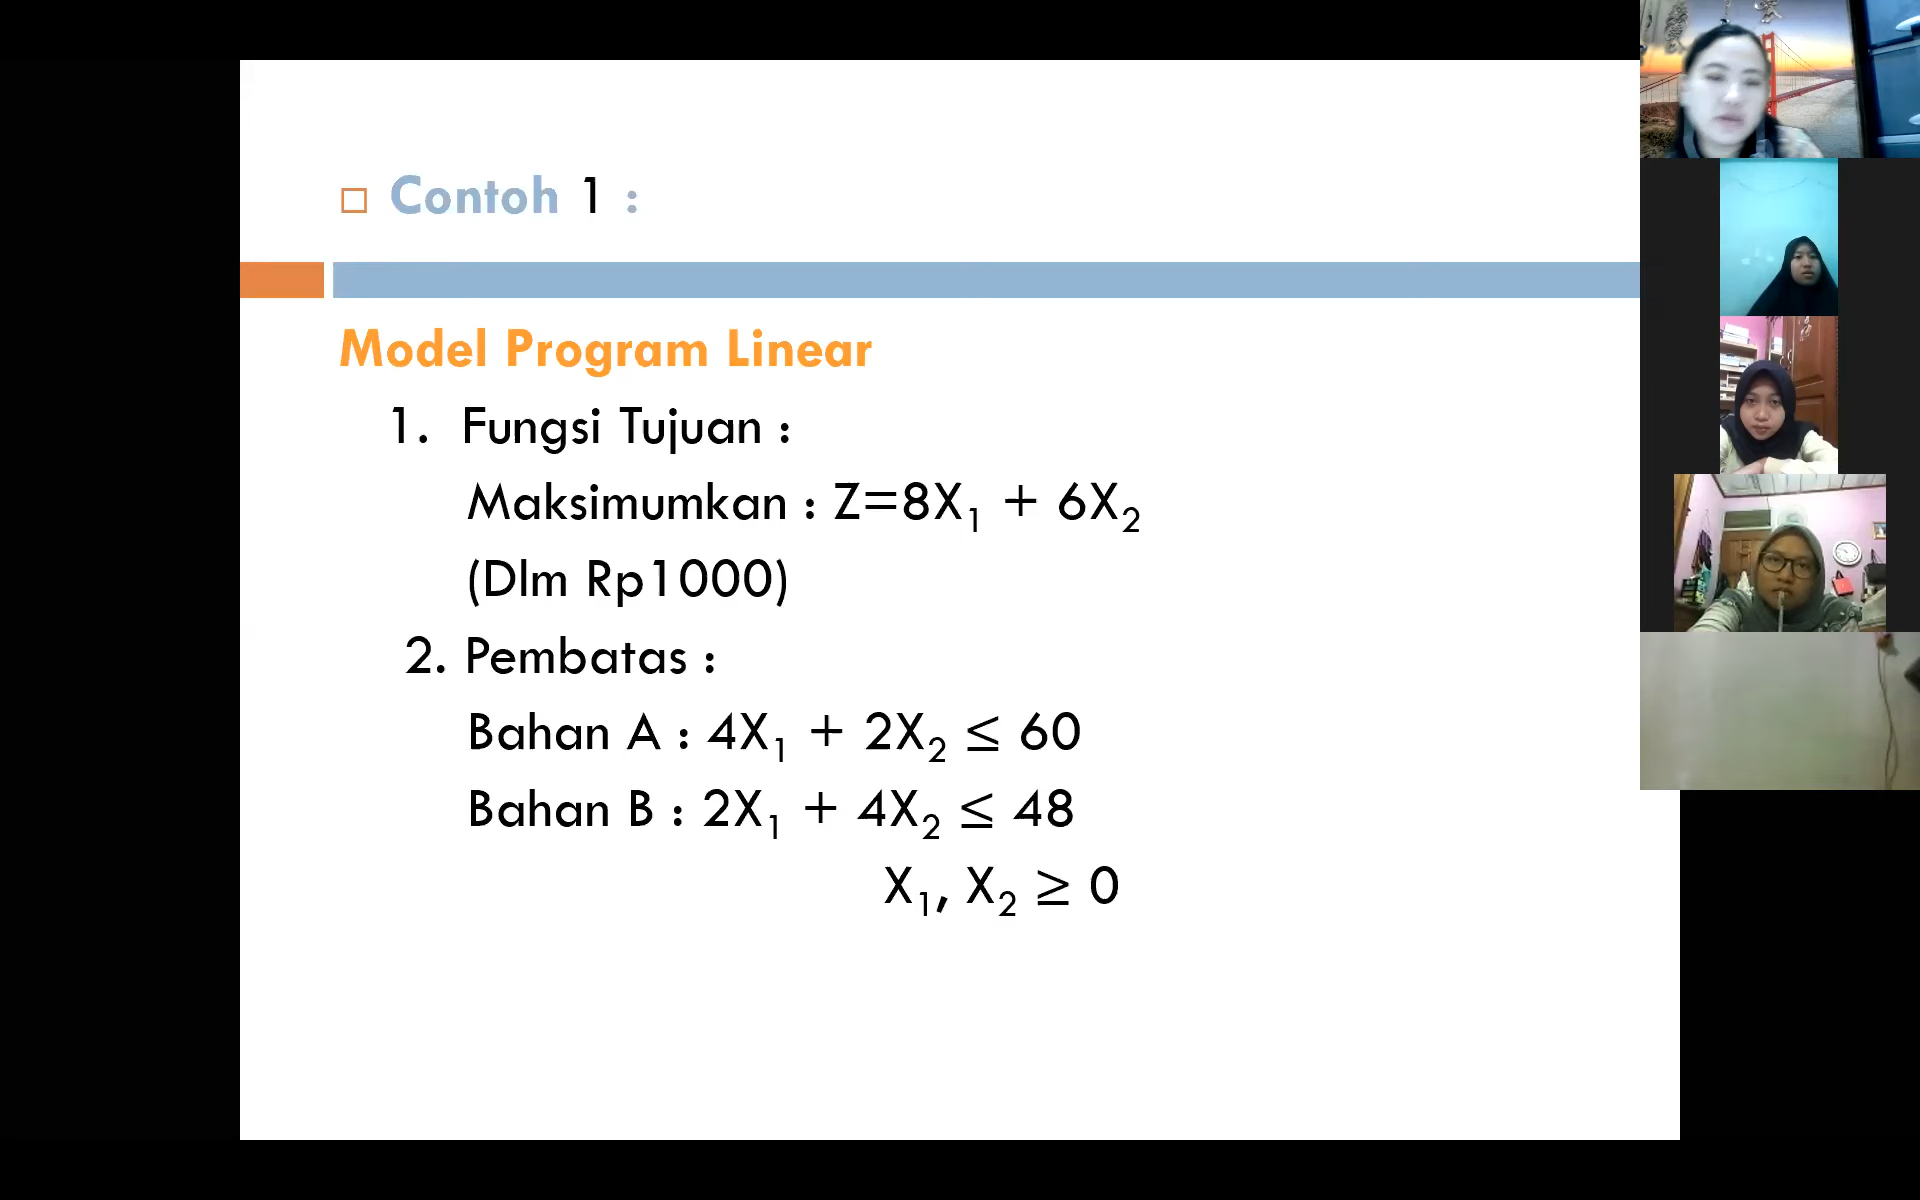 Contoh 1 :
Model Program Linear
1. Fungsi Tujuan :
Maksimumkan : Z=8X₁ + 6X₂
(Dlm Rp1000)
2. Pembatas :
Bahan A : 4X₁ + 2X₂ ≤ 60
Bahan B : 2X₁ + 4X₂ ≤ 48
X₁, X₂ ≥ 0